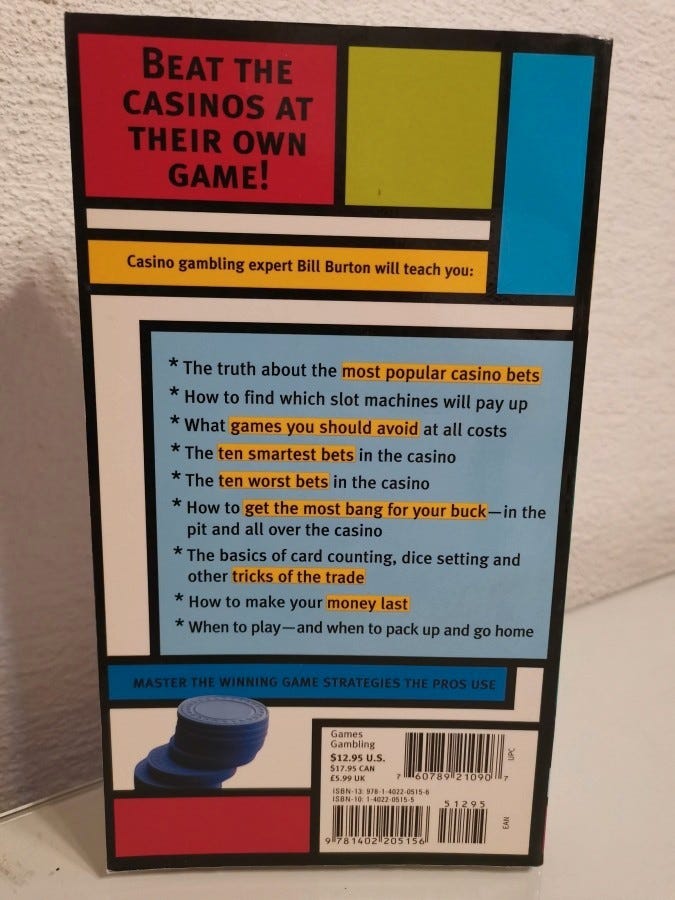 BEAT THE
CASINOS AT
THEIR OWN
GAME!
Casino gambling expert Bill Burton will teach you:
* The truth about the most popular casino bets
* How to find which slot machines will pay up
* What games you should avoid at all costs
* The ten smartest bets in the casino
* The ten worst bets in the casino
* How to get the most bang for your buck—in the
pit and all over the casino
* The basics of card counting, dice setting and
other tricks of the trade
* How to make your money last
* When to play—and when to pack up and go home
MASTER THE WINNING GAME STRATEGIES THE PROS USE
Games
Gambling
$12.95 U.S.
$17.95 CAN
£5.99 UK
7 60789 21090 7
UPC
ISBN-13: 978-1-4022-0515-6
ISBN-10: 1-4022-0515-5
51295
9 781402 205156
EAN